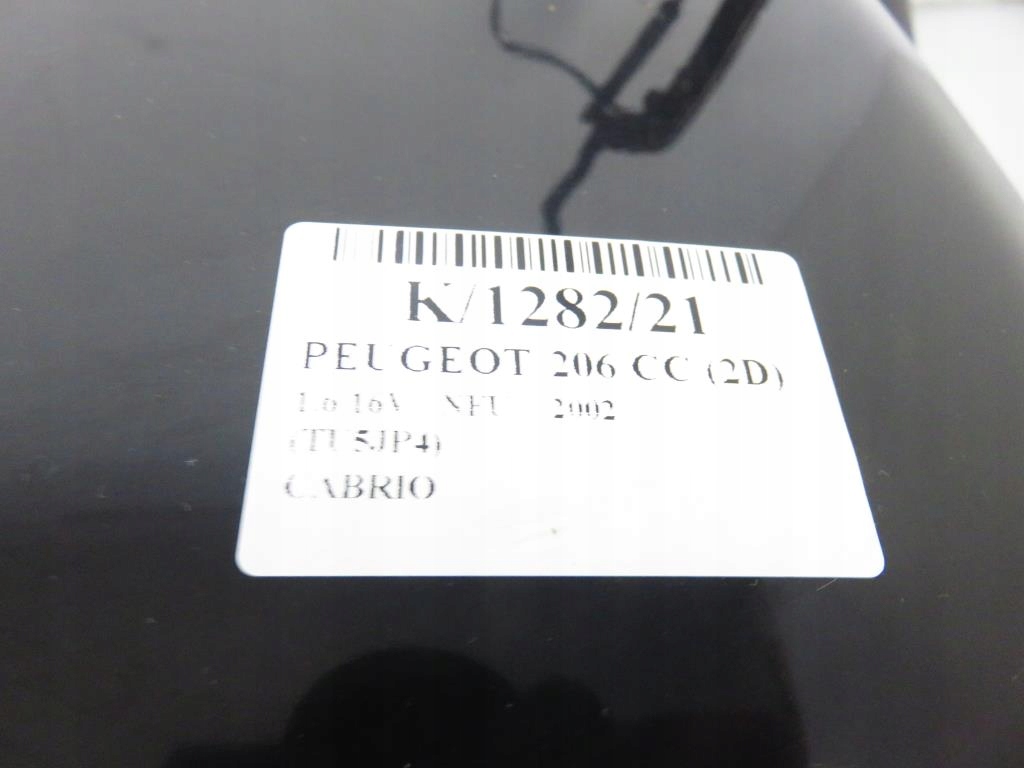 K/1282/21
PEUGEOT 206 CC (2D)
1.6 16V NFU 2002
(TU5JP4)
CABRIO